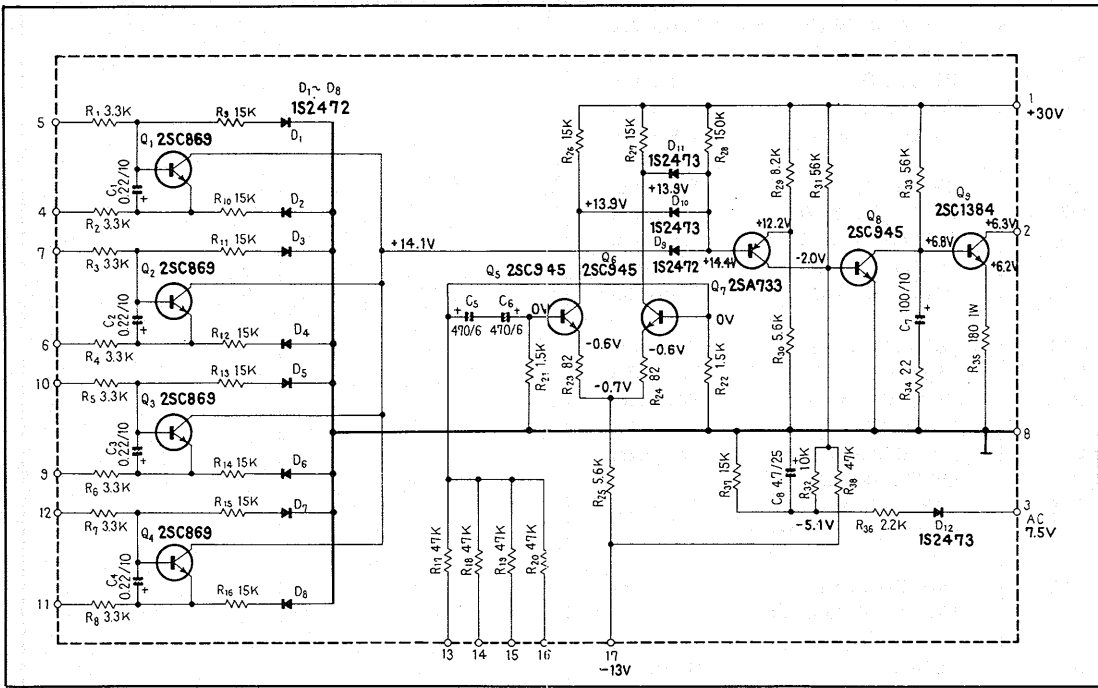 D₁~ D₈
1S2472
5
R₁ 3.3K
R₉ 15K
D₁
Q₁ 2SC869
C₁
0.22/10
+
4
R₂ 3.3K
R₁₀ 15K
D₂
7
R₃ 3.3K
R₁₁ 15K
D₃
Q₂ 2SC869
C₂
0.22/10
+
6
R₄ 3.3K
R₁₂ 15K
D₄
10
R₅ 3.3K
R₁₃ 15K
D₅
Q₃ 2SC869
C₃
0.22/10
+
9
R₆ 3.3K
R₁₄ 15K
D₆
12
R₇ 3.3K
R₁₅ 15K
D₇
Q₄ 2SC869
C₄
0.22/10
+
11
R₈ 3.3K
R₁₆ 15K
D₈
+14.1V
R₂₆ 15K
R₂₇ 15K
R₂₈ 150K
D₁₁
1S2473
+13.9V
+13.9V
D₁₀
1S2473
D₉
1S2472
+14.4V
Q₅ 2SC945
Q₆
2SC945
Q₇
2SA733
+ C₅
470/6
C₆ +
470/6
0V
0V
-0.6V
-0.6V
R₂₁ 1.5K
R₂₃ 82
R₂₄ 82
R₂₂ 1.5K
-0.7V
R₂₅ 5.6K
R₁₇ 47K
R₁₈ 47K
R₁₉ 47K
R₂₀ 47K
13
14
15
16
17
-13V
R₂₉ 8.2K
R₃₁ 56K
R₃₃ 56K
+12.2V
-2.0V
Q₈
2SC945
+6.8V
Q₉
2SC1384
+6.3V
+6.2V
R₃₀ 5.6K
C₇ 100/10
+
R₃₄ 22
R₃₅ 180 1W
R₃₇ 15K
C₈ 4.7/25
+
R₃₂ 10K
R₃₈ 47K
-5.1V
R₃₆ 2.2K
D₁₂
1S2473
1
+30V
2
8
3
AC
7.5V